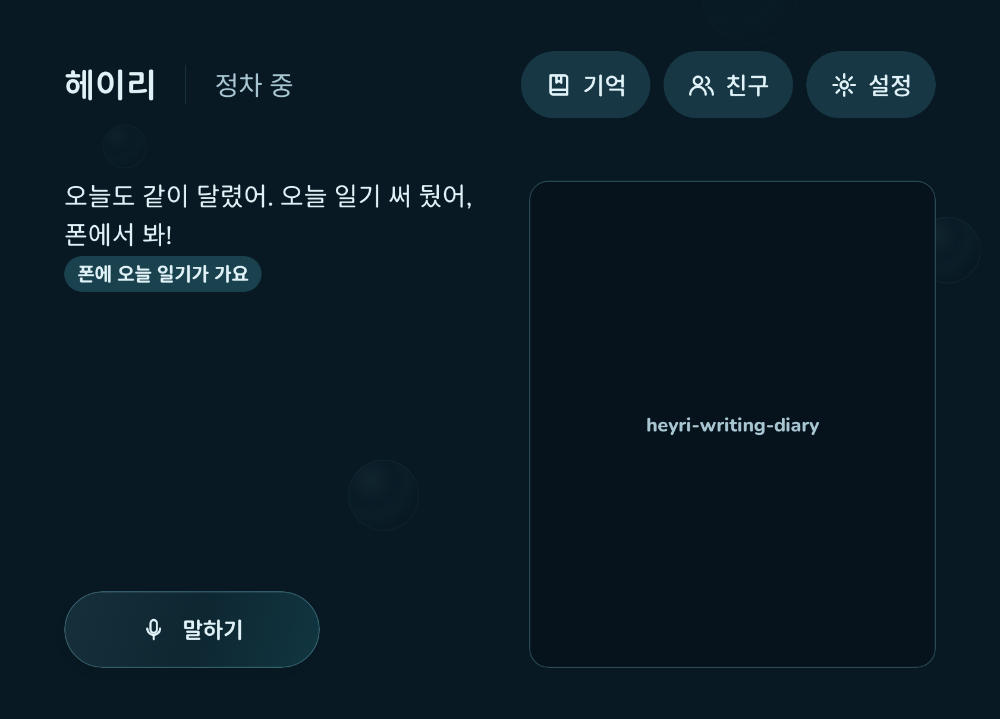 헤이리
정차 중
기억
친구
설정
오늘도 같이 달렸어. 오늘 일기 써 뒀어,
폰에서 봐!
폰에 오늘 일기가 가요
heyri-writing-diary
말하기